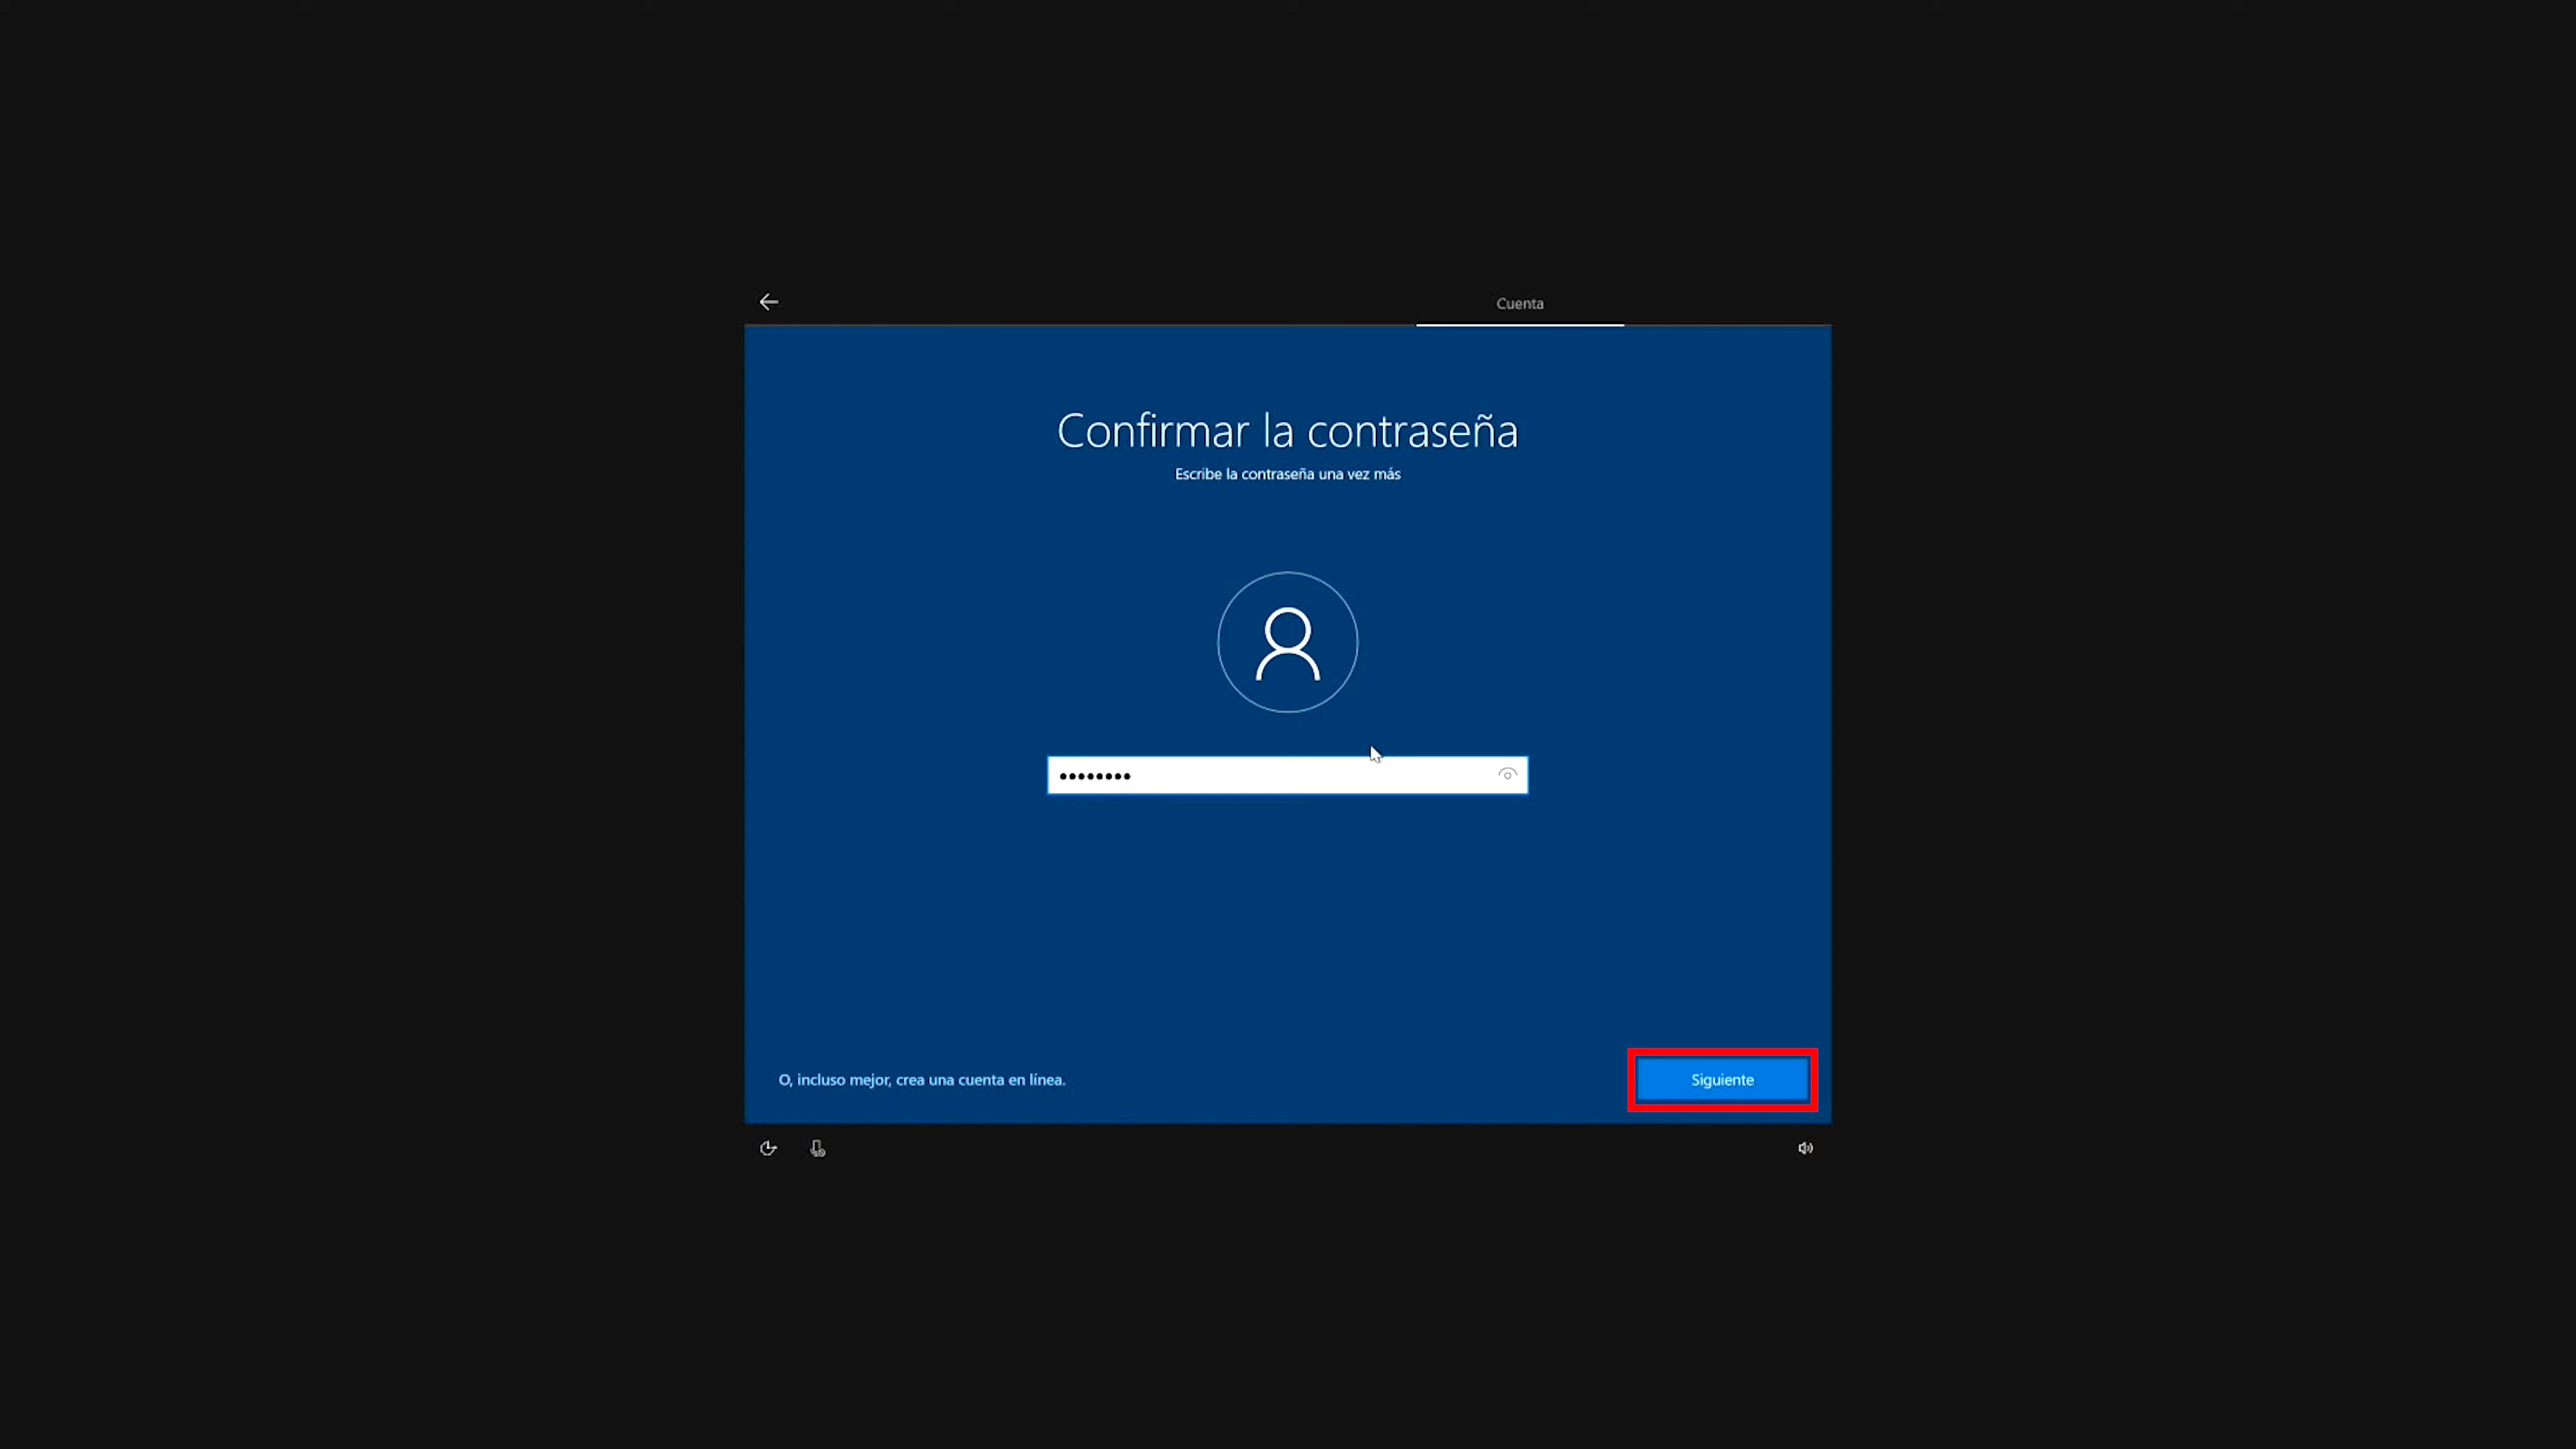 Cuenta
Confirmar la contraseña
Escribe la contraseña una vez más
O, incluso mejor, crea una cuenta en línea.
Siguiente